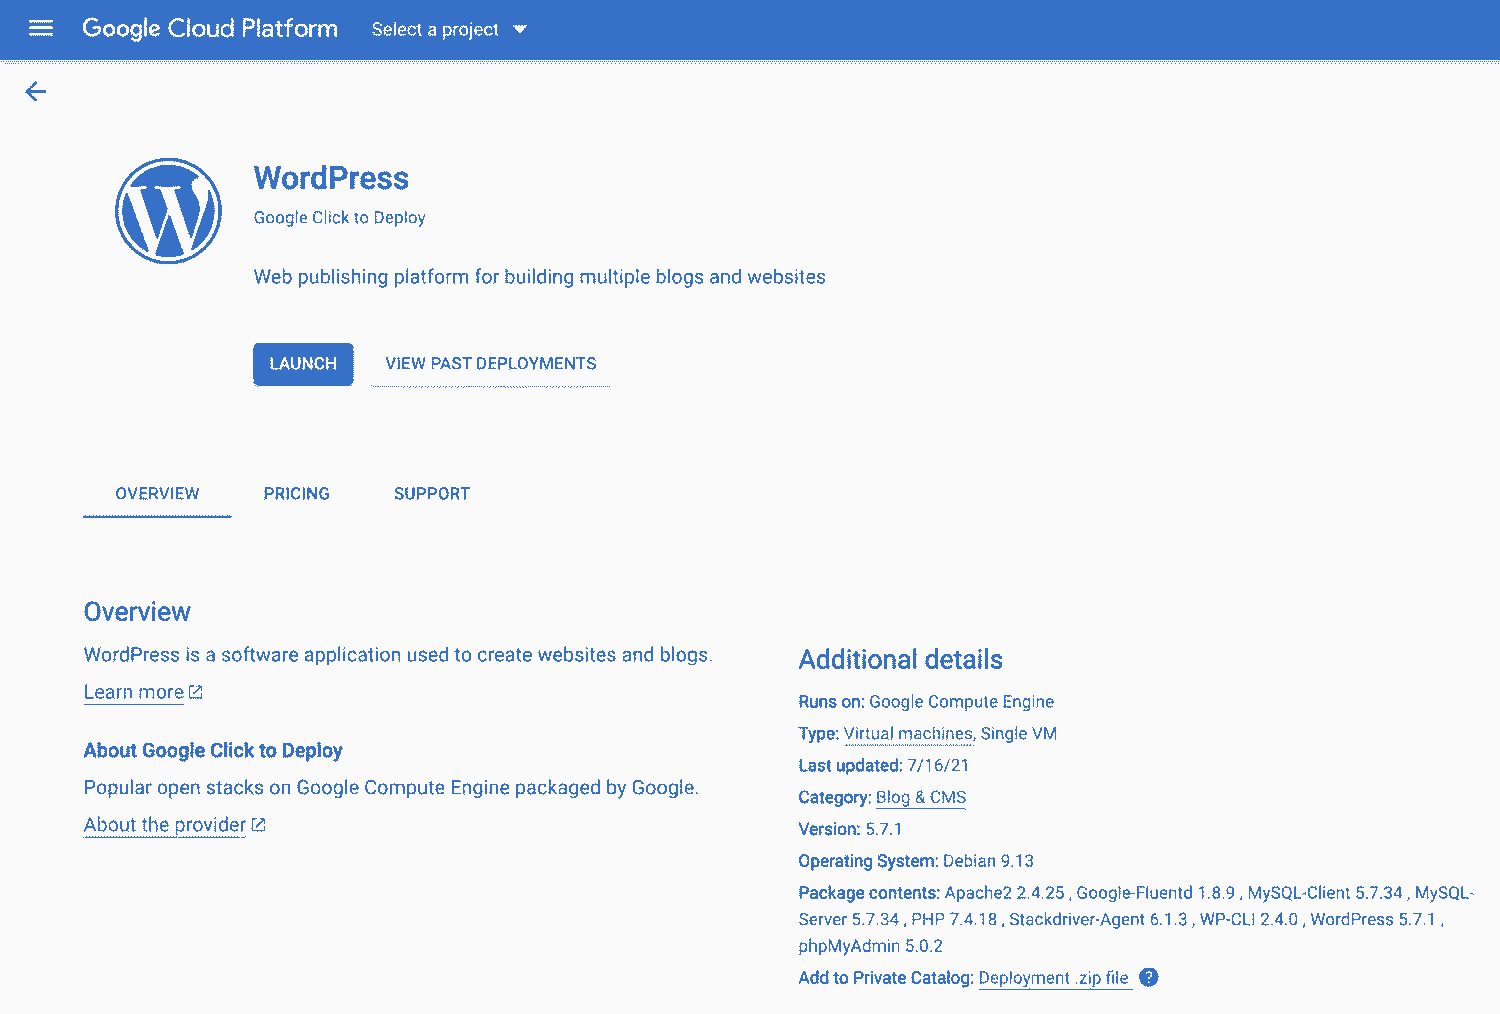 Google Cloud Platform Select a project
WordPress
Google Click to Deploy
Web publishing platform for building multiple blogs and websites
LAUNCH VIEW PAST DEPLOYMENTS
OVERVIEW PRICING SUPPORT
Overview
WordPress is a software application used to create websites and blogs.
Learn more
About Google Click to Deploy
Popular open stacks on Google Compute Engine packaged by Google.
About the provider
Additional details
Runs on: Google Compute Engine
Type: Virtual machines, Single VM
Last updated: 7/16/21
Category: Blog & CMS
Version: 5.7.1
Operating System: Debian 9.13
Package contents: Apache2 2.4.25 , Google-Fluentd 1.8.9 , MySQL-Client 5.7.34 , MySQL-
Server 5.7.34 , PHP 7.4.18 , Stackdriver-Agent 6.1.3 , WP-CLI 2.4.0 , WordPress 5.7.1 ,
phpMyAdmin 5.0.2
Add to Private Catalog: Deployment .zip file ?